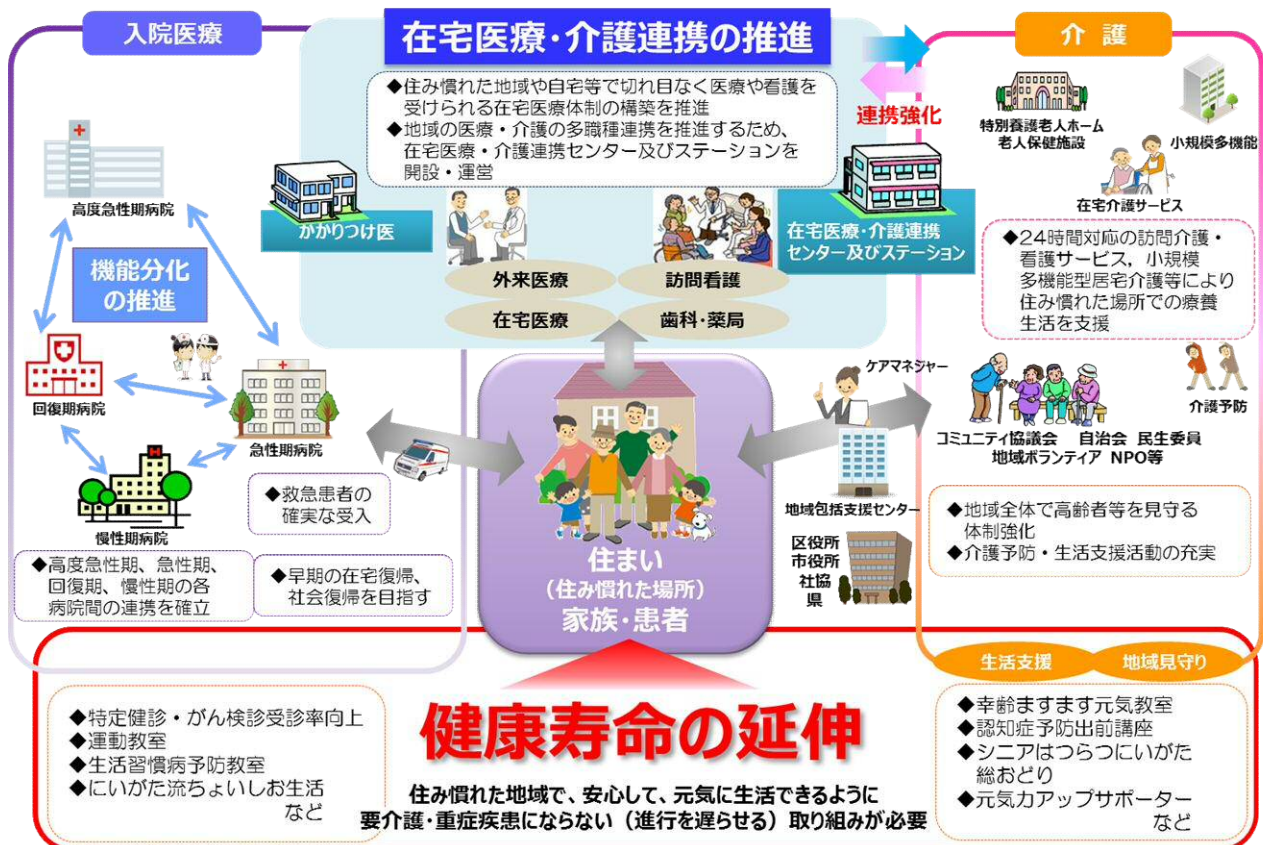 入院医療
在宅医療・介護連携の推進
介 護
◆住み慣れた地域や自宅等で切れ目なく医療や看護を
受けられる在宅医療体制の構築を推進
◆地域の医療・介護の多職種連携を推進するため、
在宅医療・介護連携センター及びステーションを
開設・運営
連携強化
高度急性期病院
機能分化
の推進
回復期病院
急性期病院
慢性期病院
◆救急患者の
確実な受入
◆高度急性期、急性期、
回復期、慢性期の各
病院間の連携を確立
◆早期の在宅復帰、
社会復帰を目指す
かかりつけ医
在宅医療・介護連携
センター及びステーション
外来医療
訪問看護
在宅医療
歯科・薬局
特別養護老人ホーム
老人保健施設
小規模多機能
在宅介護サービス
◆24時間対応の訪問介護・
看護サービス，小規模
多機能型居宅介護等により
住み慣れた場所での療養
生活を支援
ケアマネジャー
介護予防
コミュニティ協議会 自治会 民生委員
地域ボランティア NPO等
地域包括支援センター
◆地域全体で高齢者等を見守る
体制強化
◆介護予防・生活支援活動の充実
区役所
市役所
社協
県
住まい
（住み慣れた場所）
家族・患者
生活支援
地域見守り
◆特定健診・がん検診受診率向上
◆運動教室
◆生活習慣病予防教室
◆にいがた流ちょいしお生活
など
健康寿命の延伸
住み慣れた地域で、安心して、元気に生活できるように
要介護・重症疾患にならない（進行を遅らせる）取り組みが必要
◆幸齢ますます元気教室
◆認知症予防出前講座
◆シニアはつらつにいがた
総おどり
◆元気力アップサポーター
など